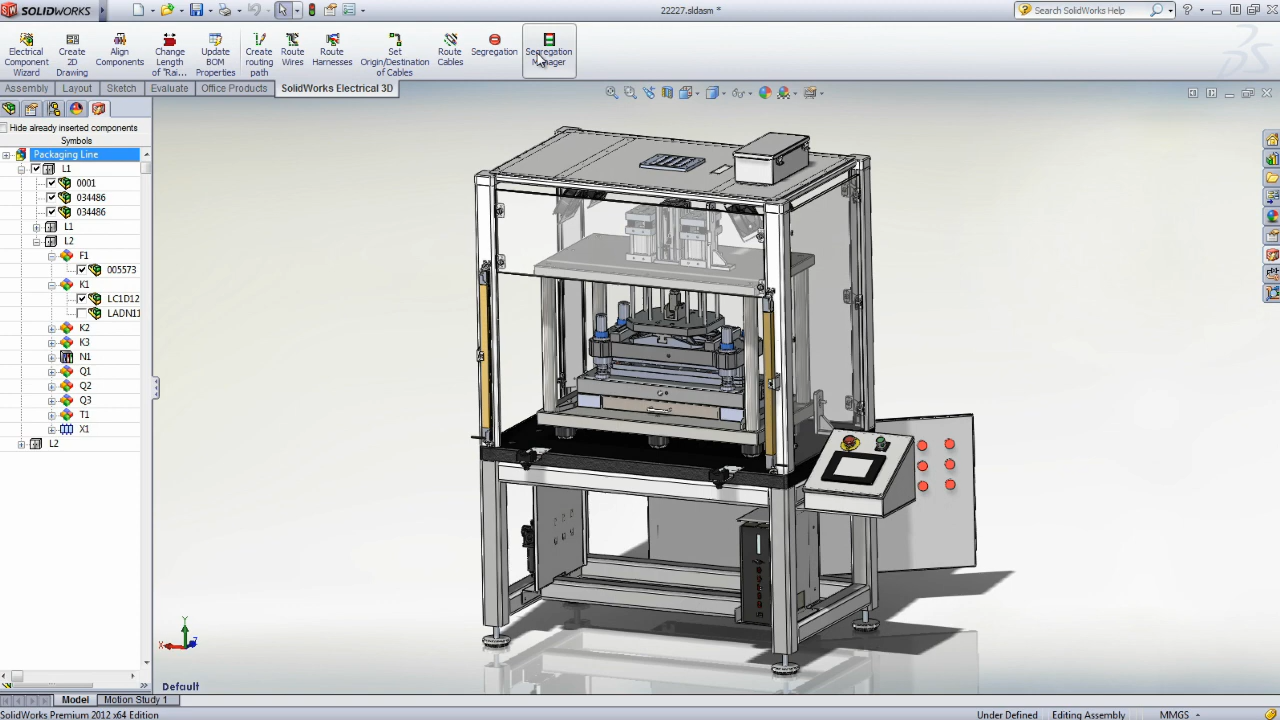 SOLIDWORKS
22227.sldasm *
Search SolidWorks Help
Electrical Component Wizard
Create 2D Drawing
Align Components
Change Length of "Rai...
Update BOM Properties
Create routing path
Route Wires
Route Harnesses
Set Origin/Destination of Cables
Route Cables
Segregation
Segregation Manager
Assembly
Layout
Sketch
Evaluate
Office Products
SolidWorks Electrical 3D
Hide already inserted components
Symbols
Packaging Line
L1
0001
034486
034486
L1
L2
F1
005573
K1
LC1D12
LADN11
K2
K3
N1
Q1
Q2
Q3
T1
X1
L2
Y
X
Z
Default
Model
Motion Study 1
SolidWorks Premium 2012 x64 Edition
Under Defined
Editing Assembly
MMGS